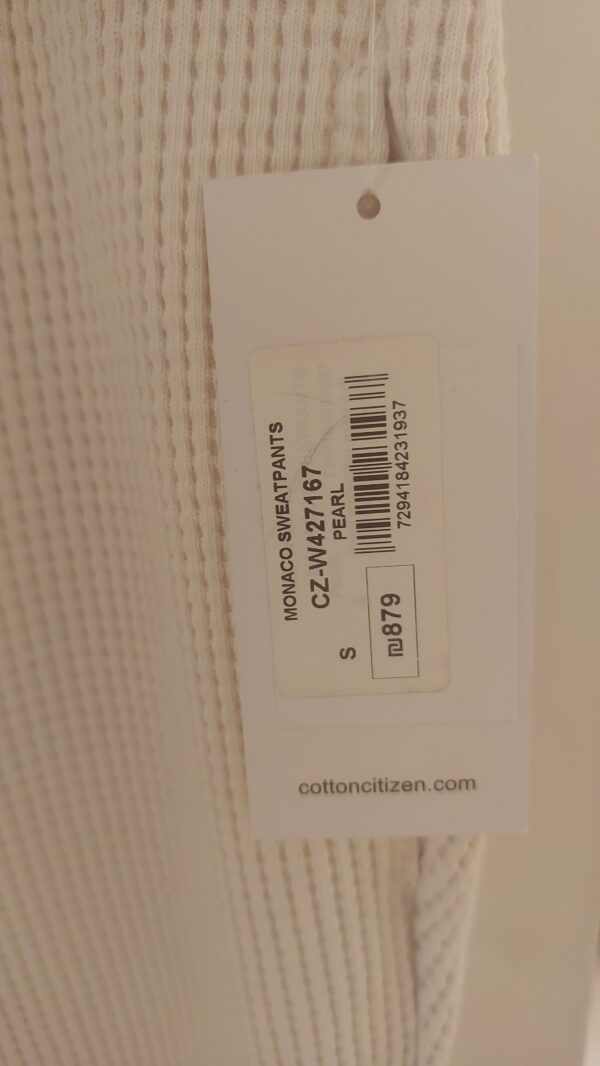 MONACO SWEATPANTS
CZ-W427167
PEARL
S
7294184231937
₪879
cottoncitizen.com